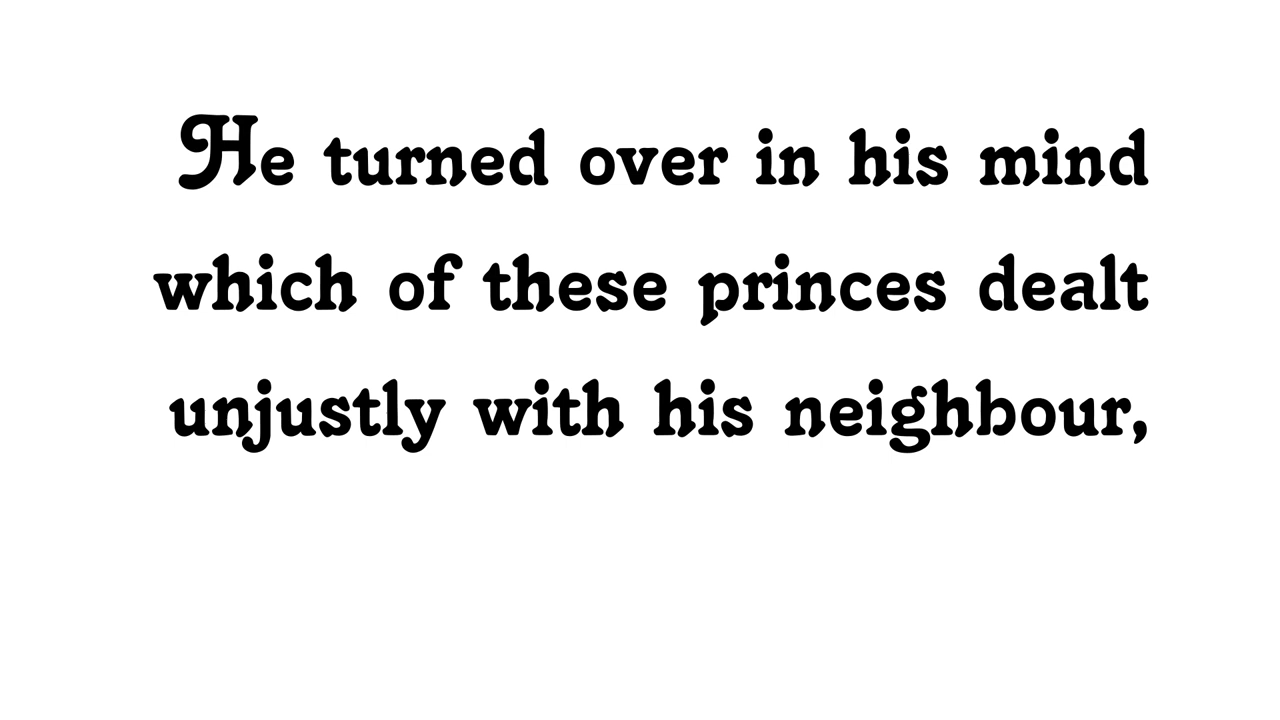 He turned over in his mind
which of these princes dealt
unjustly with his neighbour,